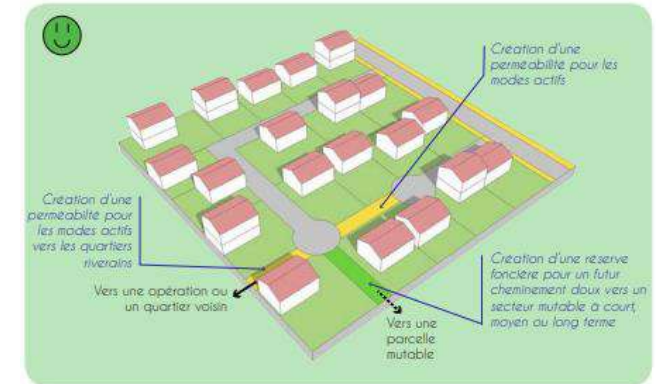 Création d'une
perméabilité pour les
modes actifs
Création d'une
perméabilité pour
les modes actifs
vers les quartiers
riverains
Vers une opération ou
un quartier voisin
Vers une
parcelle
mutable
Création d'une réserve
foncière pour un futur
cheminement doux vers un
secteur mutable à court,
moyen ou long terme